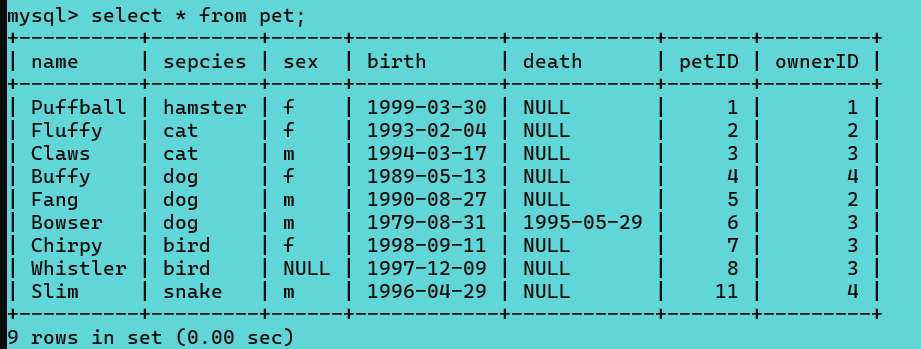 mysql> select * from pet;
+----------+---------+------+------------+------------+-------+---------+
| name     | sepcies | sex  | birth      | death      | petID | ownerID |
+----------+---------+------+------------+------------+-------+---------+
| Puffball | hamster | f    | 1999-03-30 | NULL       |     1 |       1 |
| Fluffy   | cat     | f    | 1993-02-04 | NULL       |     2 |       2 |
| Claws    | cat     | m    | 1994-03-17 | NULL       |     3 |       3 |
| Buffy    | dog     | f    | 1989-05-13 | NULL       |     4 |       4 |
| Fang     | dog     | m    | 1990-08-27 | NULL       |     5 |       2 |
| Bowser   | dog     | m    | 1979-08-31 | 1995-05-29 |     6 |       3 |
| Chirpy   | bird    | f    | 1998-09-11 | NULL       |     7 |       3 |
| Whistler | bird    | NULL | 1997-12-09 | NULL       |     8 |       3 |
| Slim     | snake   | m    | 1996-04-29 | NULL       |    11 |       4 |
+----------+---------+------+------------+------------+-------+---------+
9 rows in set (0.00 sec)